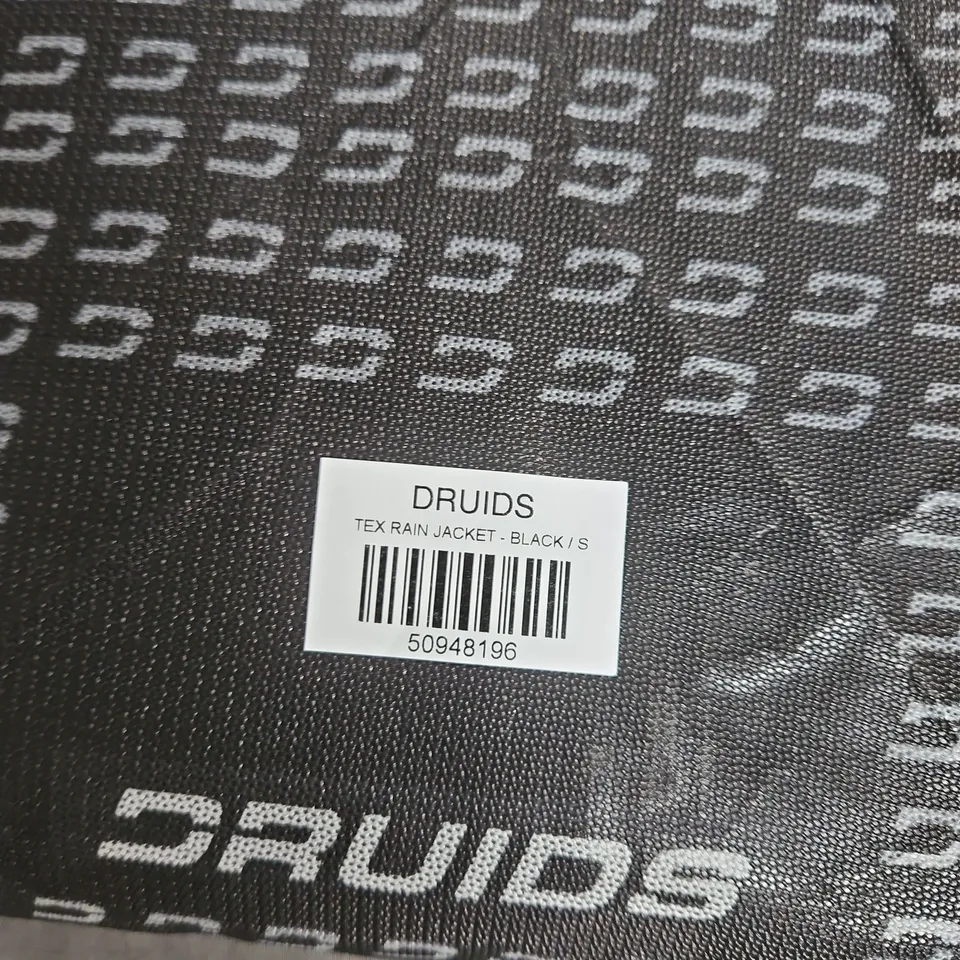 DRUIDS
TEX RAIN JACKET - BLACK / S
50948196
DRUIDS